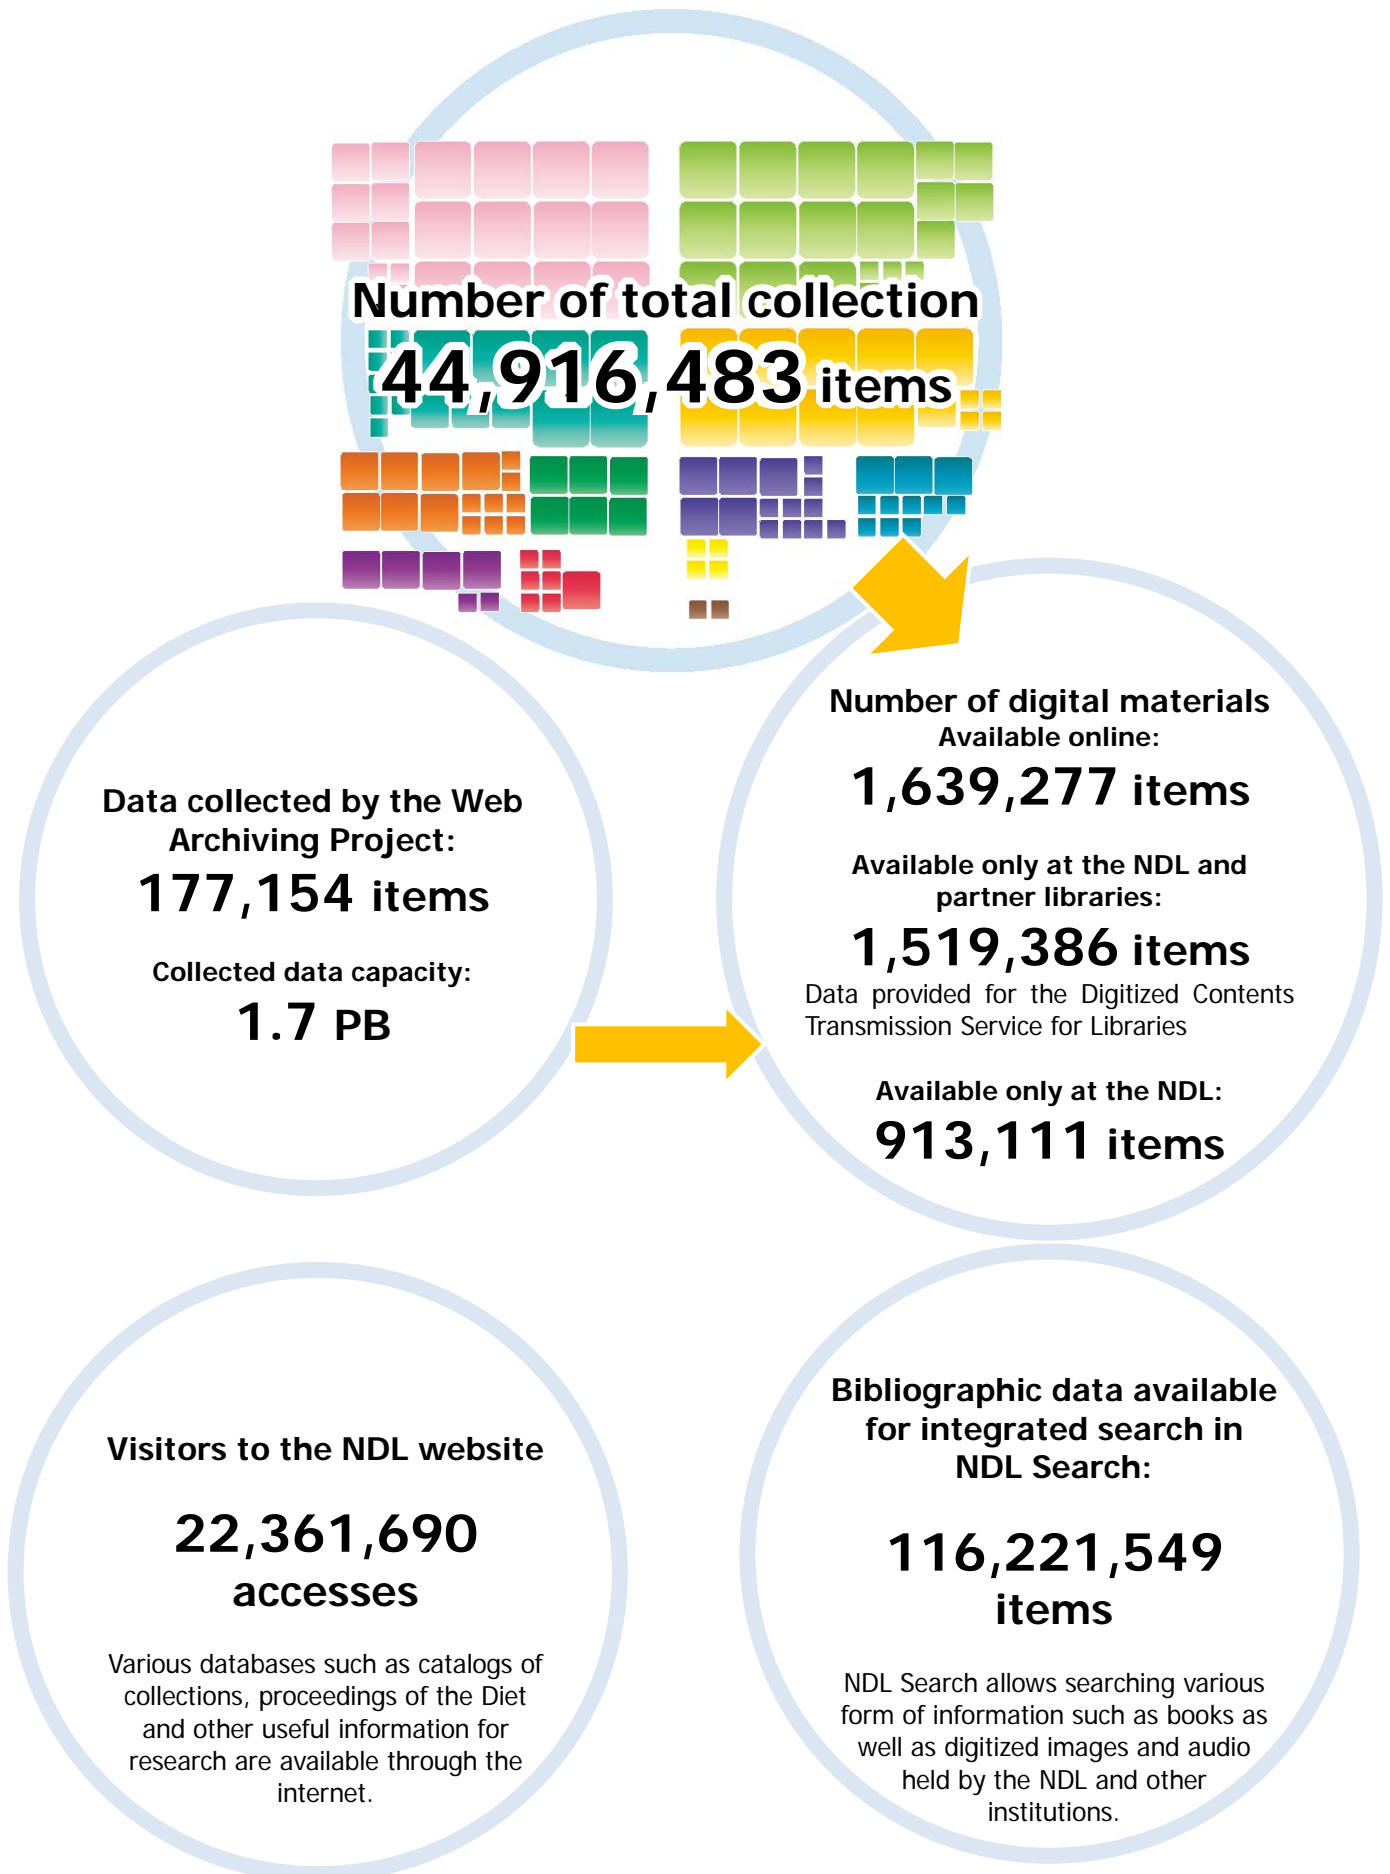 Number of total collection
44,916,483 items
Data collected by the Web
Archiving Project:
177,154 items
Collected data capacity:
1.7 PB
Number of digital materials
Available online:
1,639,277 items
Available only at the NDL and
partner libraries:
1,519,386 items
Data provided for the Digitized Contents
Transmission Service for Libraries
Available only at the NDL:
913,111 items
Visitors to the NDL website
22,361,690
accesses
Various databases such as catalogs of
collections, proceedings of the Diet
and other useful information for
research are available through the
internet.
Bibliographic data available
for integrated search in
NDL Search:
116,221,549
items
NDL Search allows searching various
form of information such as books as
well as digitized images and audio
held by the NDL and other
institutions.